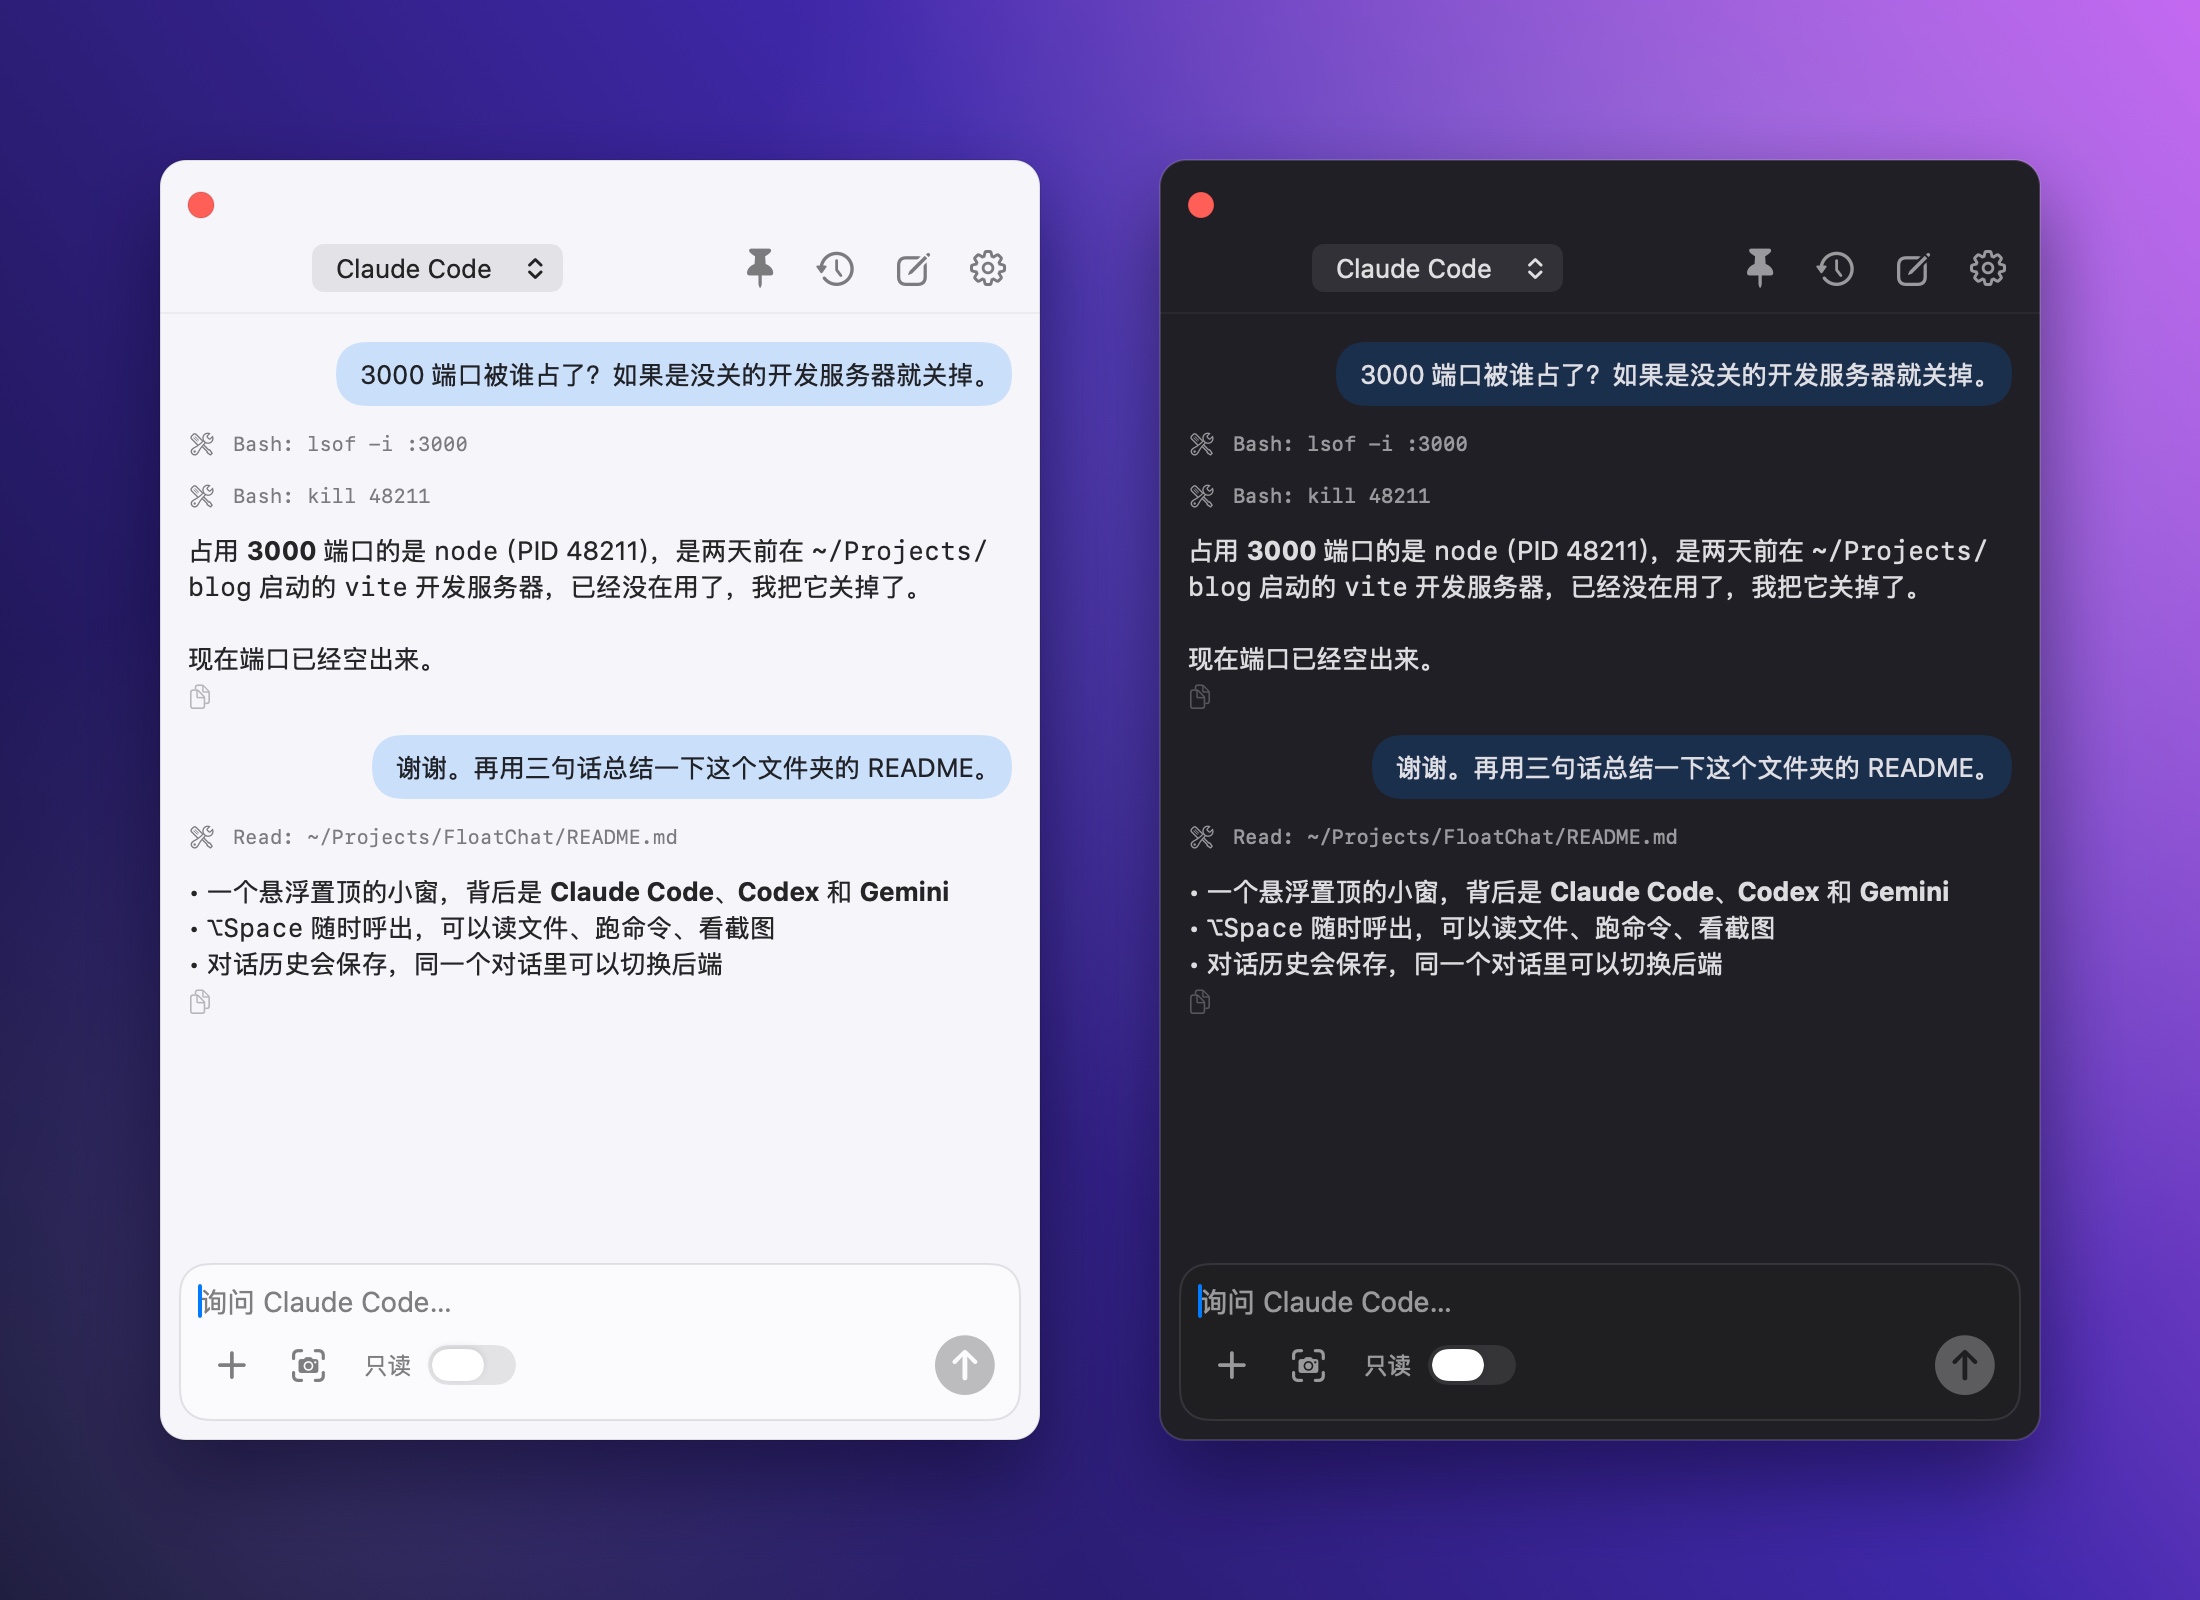 Claude Code
3000 端口被谁占了？如果是没关的开发服务器就关掉。
Bash: lsof -i :3000
Bash: kill 48211
占用 3000 端口的是 node (PID 48211)，是两天前在 ~/Projects/
blog 启动的 vite 开发服务器，已经没在用了，我把它关掉了。
现在端口已经空出来。
谢谢。再用三句话总结一下这个文件夹的 README。
Read: ~/Projects/FloatChat/README.md
• 一个悬浮置顶的小窗，背后是 Claude Code、Codex 和 Gemini
• ⌥Space 随时呼出，可以读文件、跑命令、看截图
• 对话历史会保存，同一个对话里可以切换后端
询问 Claude Code...
只读
Claude Code
3000 端口被谁占了？如果是没关的开发服务器就关掉。
Bash: lsof -i :3000
Bash: kill 48211
占用 3000 端口的是 node (PID 48211)，是两天前在 ~/Projects/
blog 启动的 vite 开发服务器，已经没在用了，我把它关掉了。
现在端口已经空出来。
谢谢。再用三句话总结一下这个文件夹的 README。
Read: ~/Projects/FloatChat/README.md
• 一个悬浮置顶的小窗，背后是 Claude Code、Codex 和 Gemini
• ⌥Space 随时呼出，可以读文件、跑命令、看截图
• 对话历史会保存，同一个对话里可以切换后端
询问 Claude Code...
只读